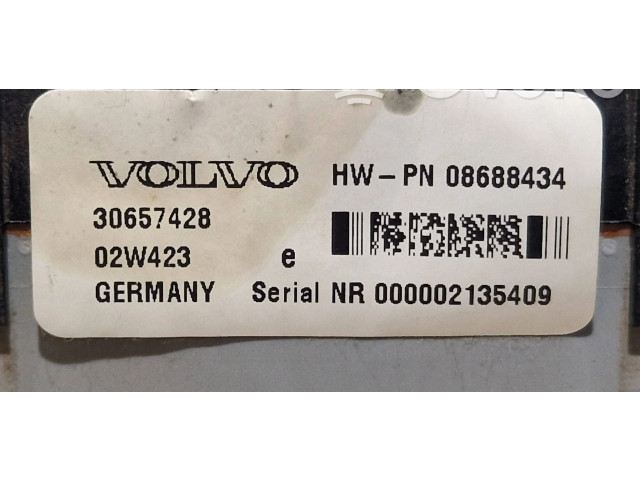 VOLVO HW-PN 08688434
30657428
02W423 e
GERMANY Serial NR 000002135409